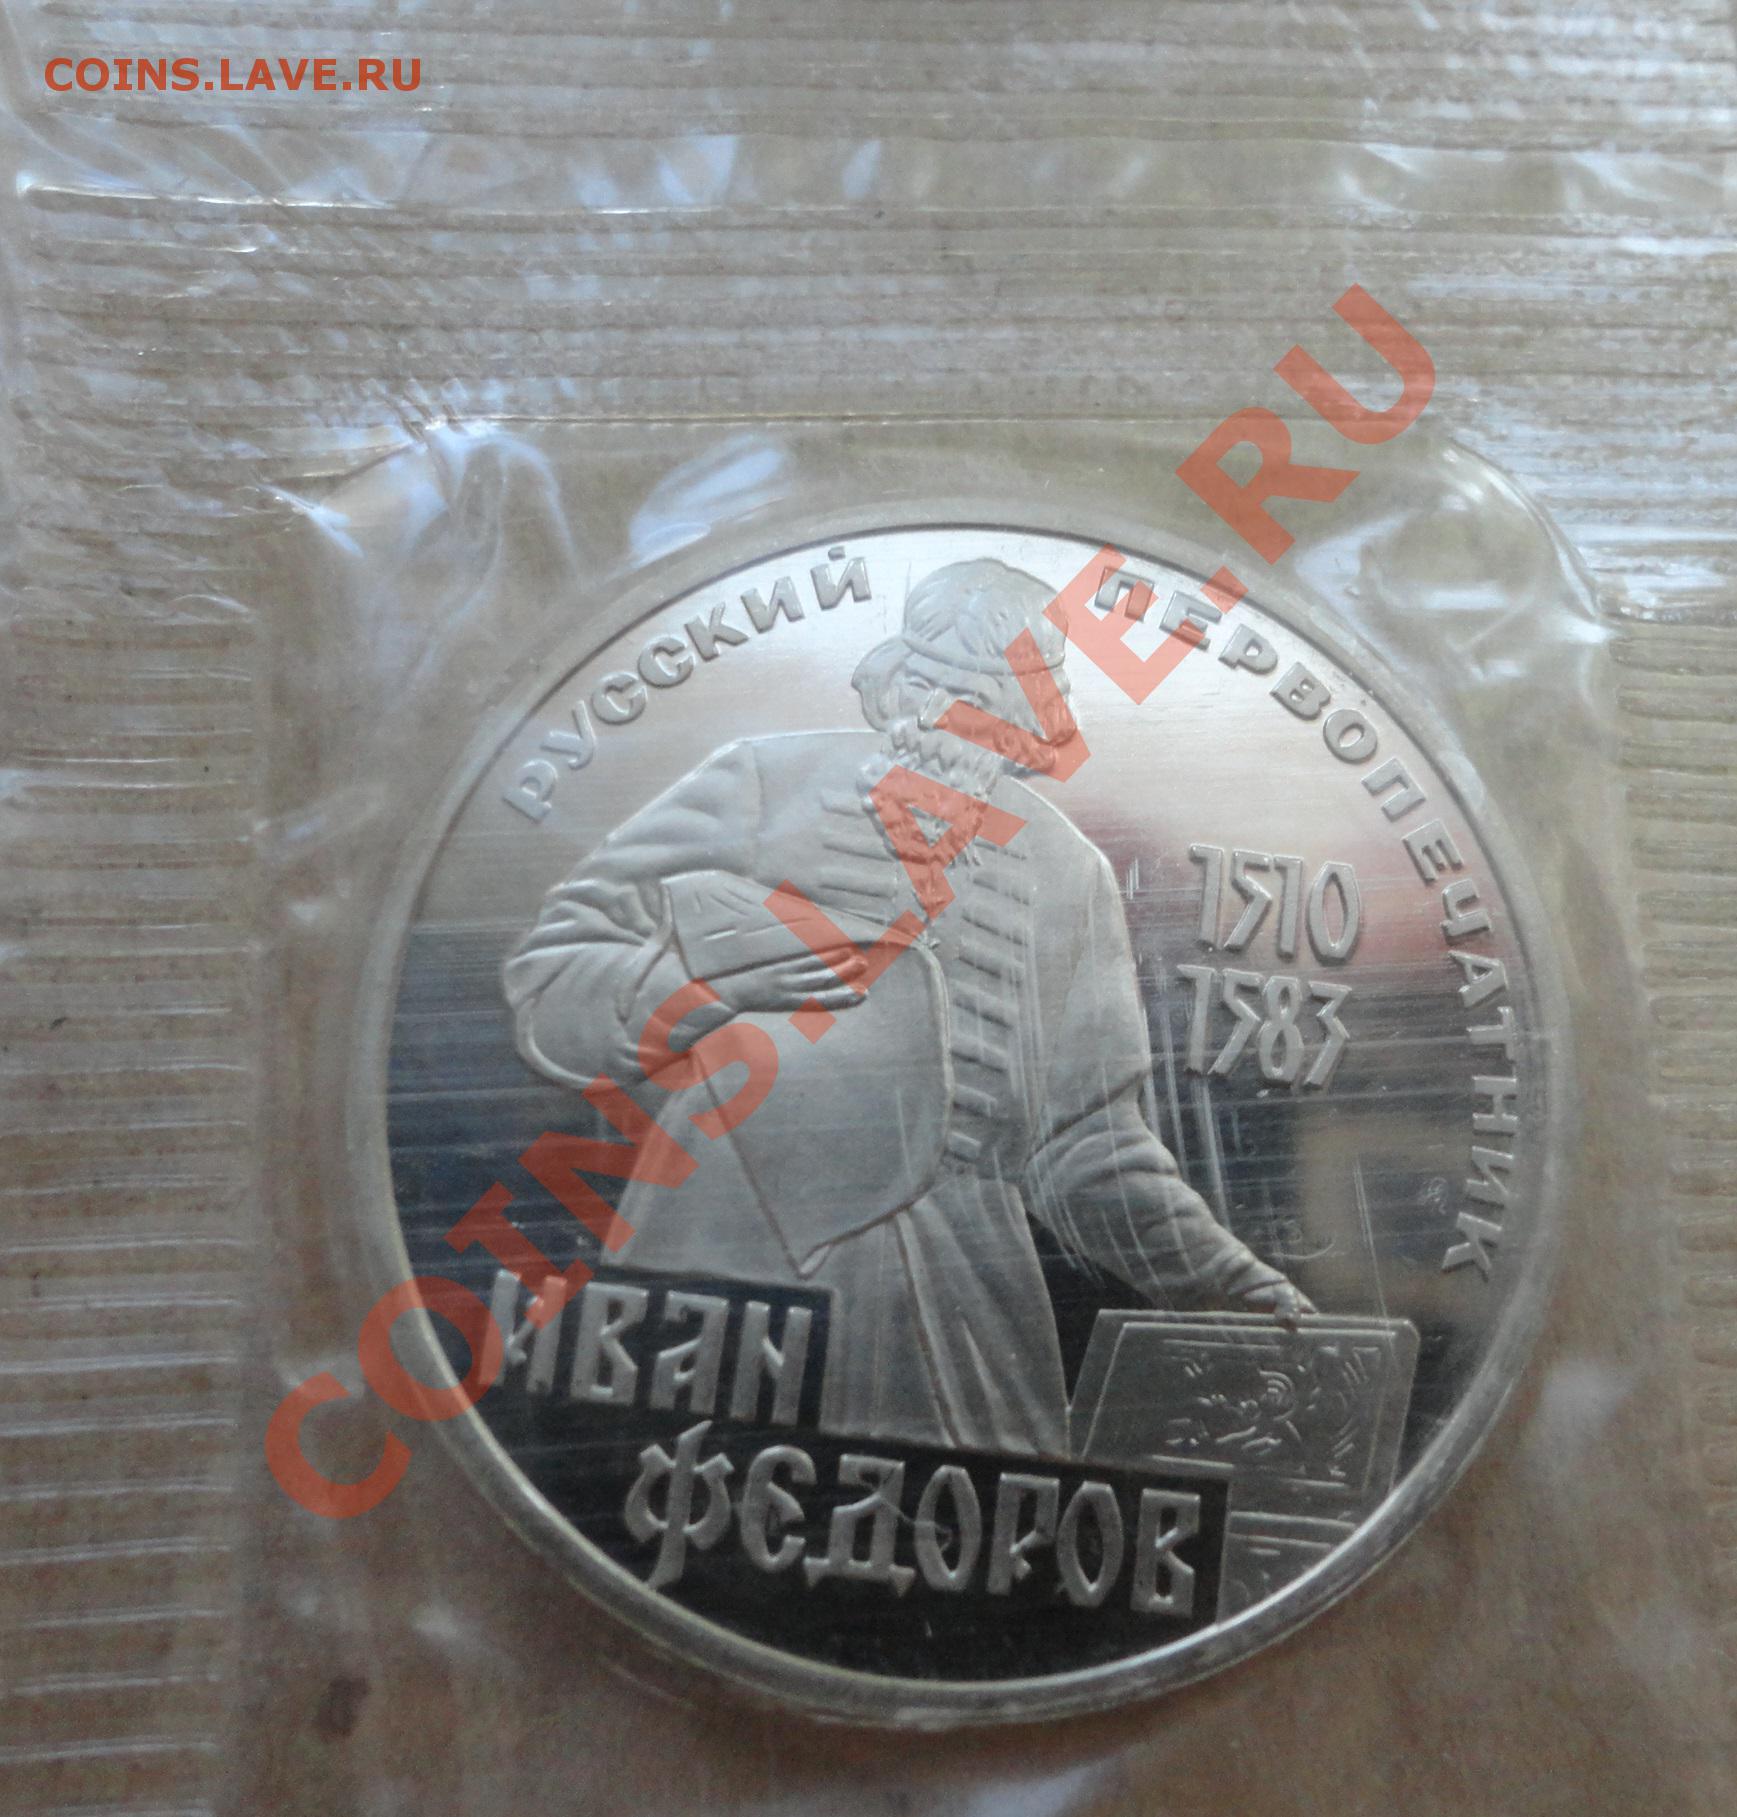 COINS.LAVE.RU
РУССКИЙ ПЕРВОПЕЧАТНИК
1510
1583
ИВАН
ФЕДОРОВ
COINS.LAVE.RU